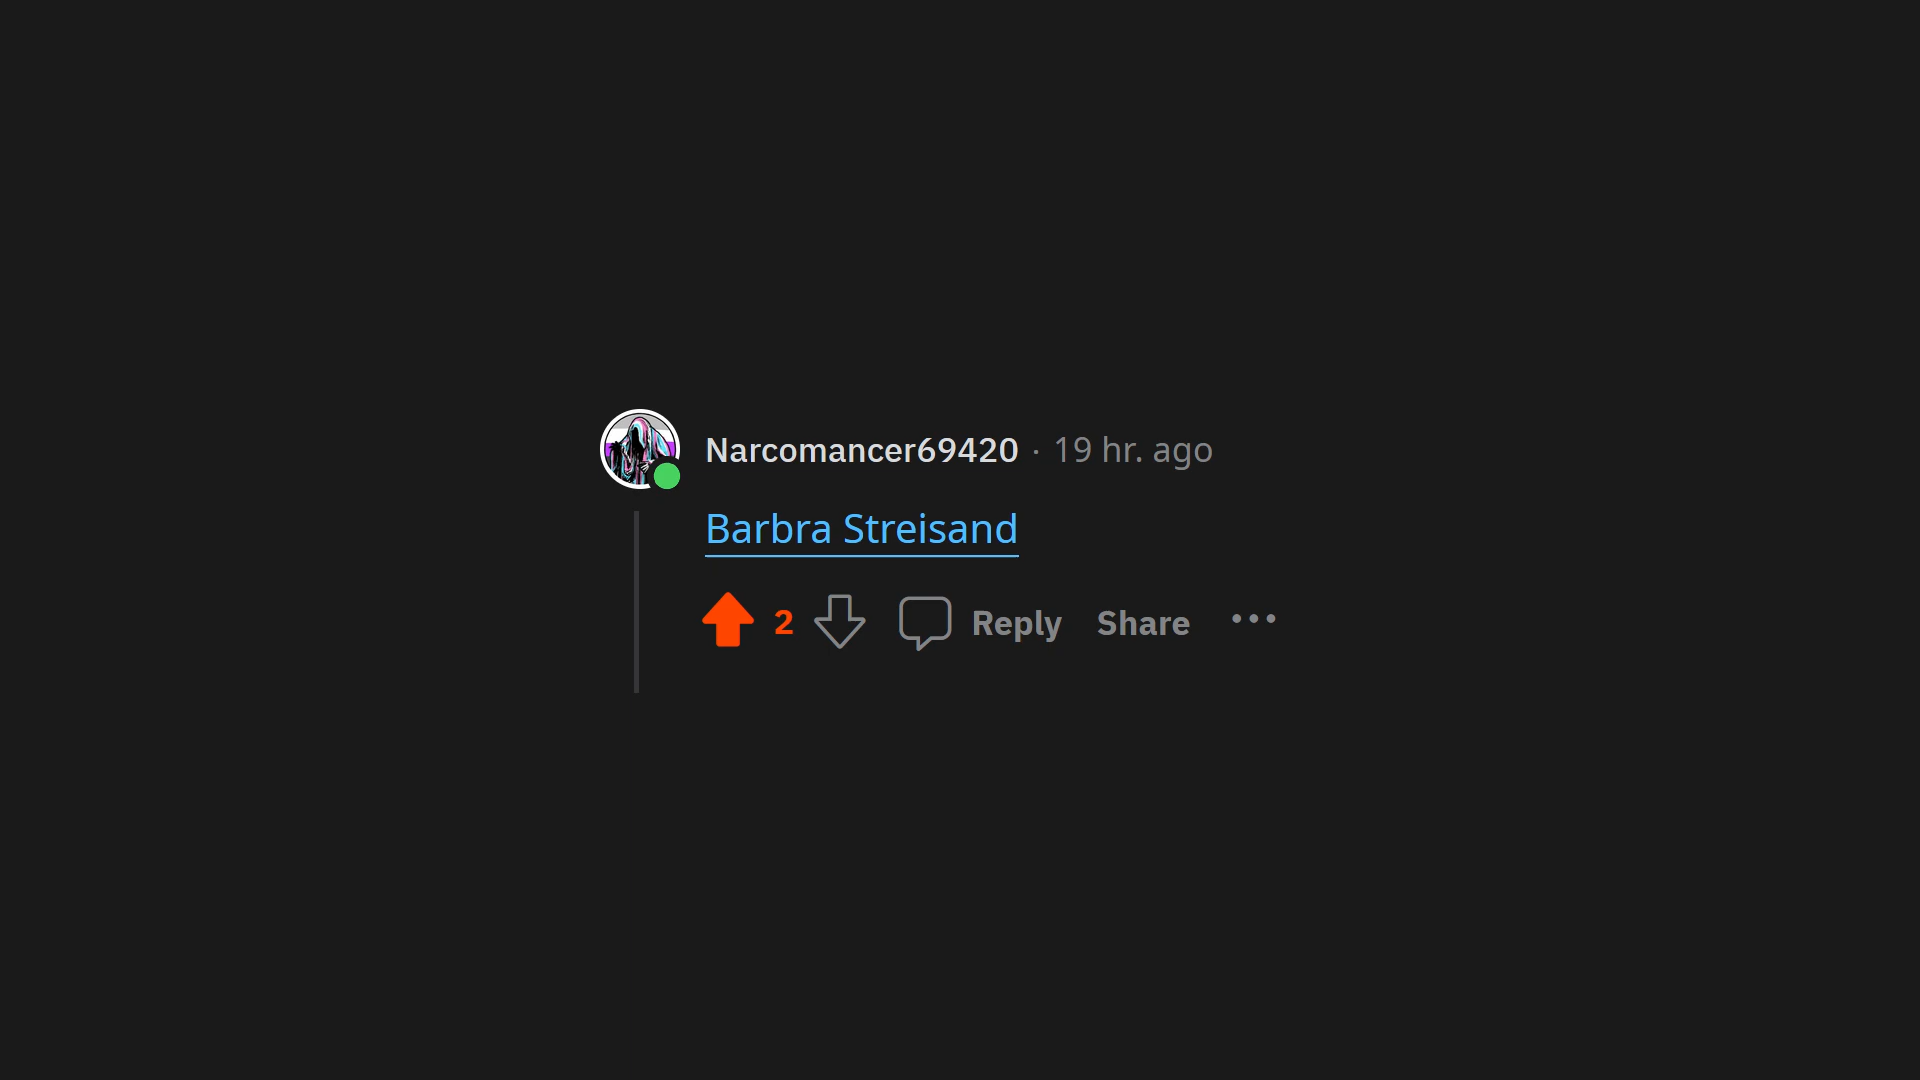 Narcomancer69420 · 19 hr. ago
Barbra Streisand
2 Reply Share ···